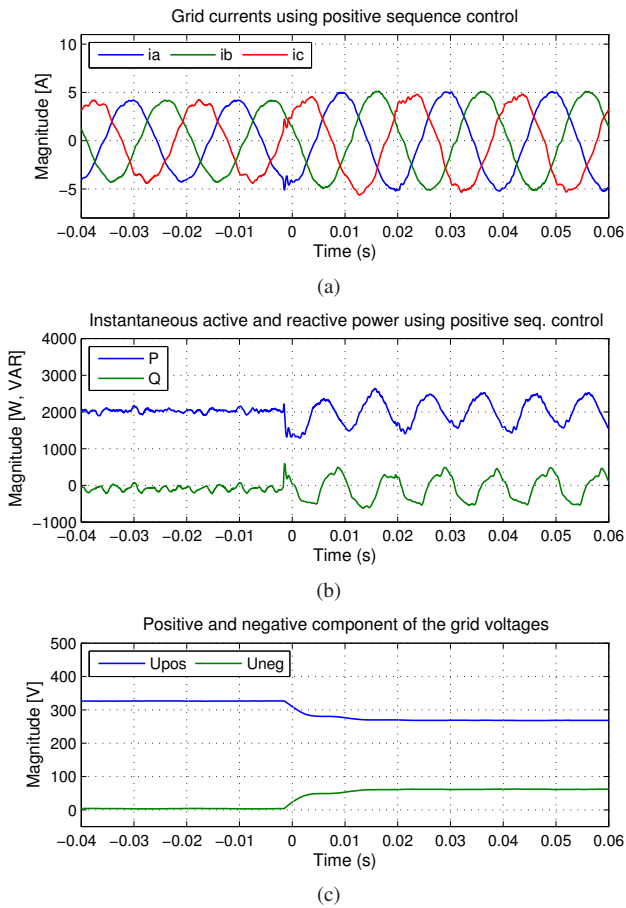 Grid currents using positive sequence control
ia ib ic
Magnitude [A]
10
5
0
−5
−0.04 −0.03 −0.02 −0.01 0 0.01 0.02 0.03 0.04 0.05 0.06
Time (s)
(a)
Instantaneous active and reactive power using positive seq. control
P
Q
Magnitude [W, VAR]
4000
3000
2000
1000
0
−1000
−0.04 −0.03 −0.02 −0.01 0 0.01 0.02 0.03 0.04 0.05 0.06
Time (s)
(b)
Positive and negative component of the grid voltages
Upos Uneg
Magnitude [V]
500
400
300
200
100
0
−0.04 −0.03 −0.02 −0.01 0 0.01 0.02 0.03 0.04 0.05 0.06
Time (s)
(c)